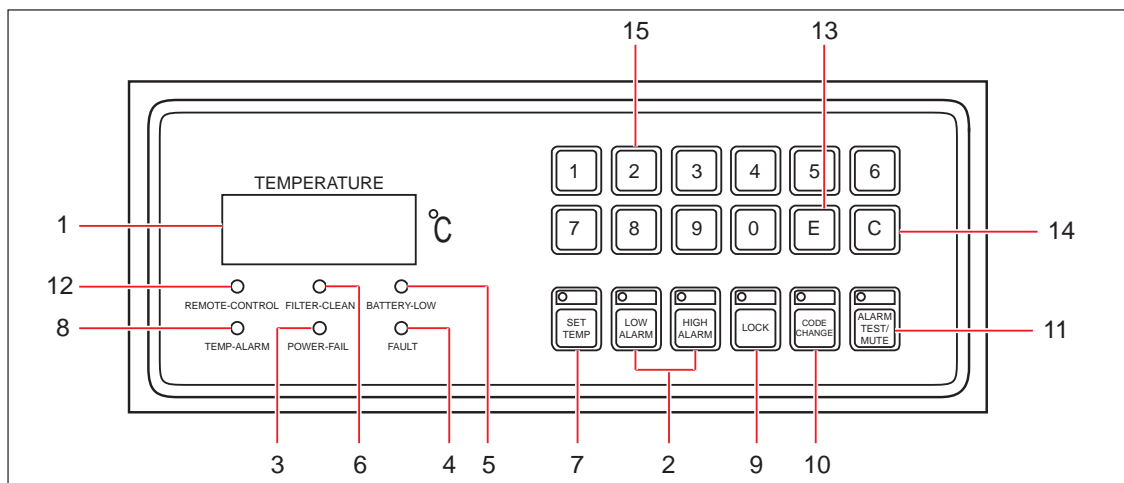 15
13
TEMPERATURE
1
°C
1 2 3 4 5 6
7 8 9 0 E C
14
12
REMOTE-CONTROL FILTER-CLEAN BATTERY-LOW
8
TEMP-ALARM POWER-FAIL FAULT
SET
TEMP
LOW
ALARM
HIGH
ALARM
LOCK
CODE
CHANGE
ALARM
TEST/
MUTE
11
3 6 4 5 7 2 9 10